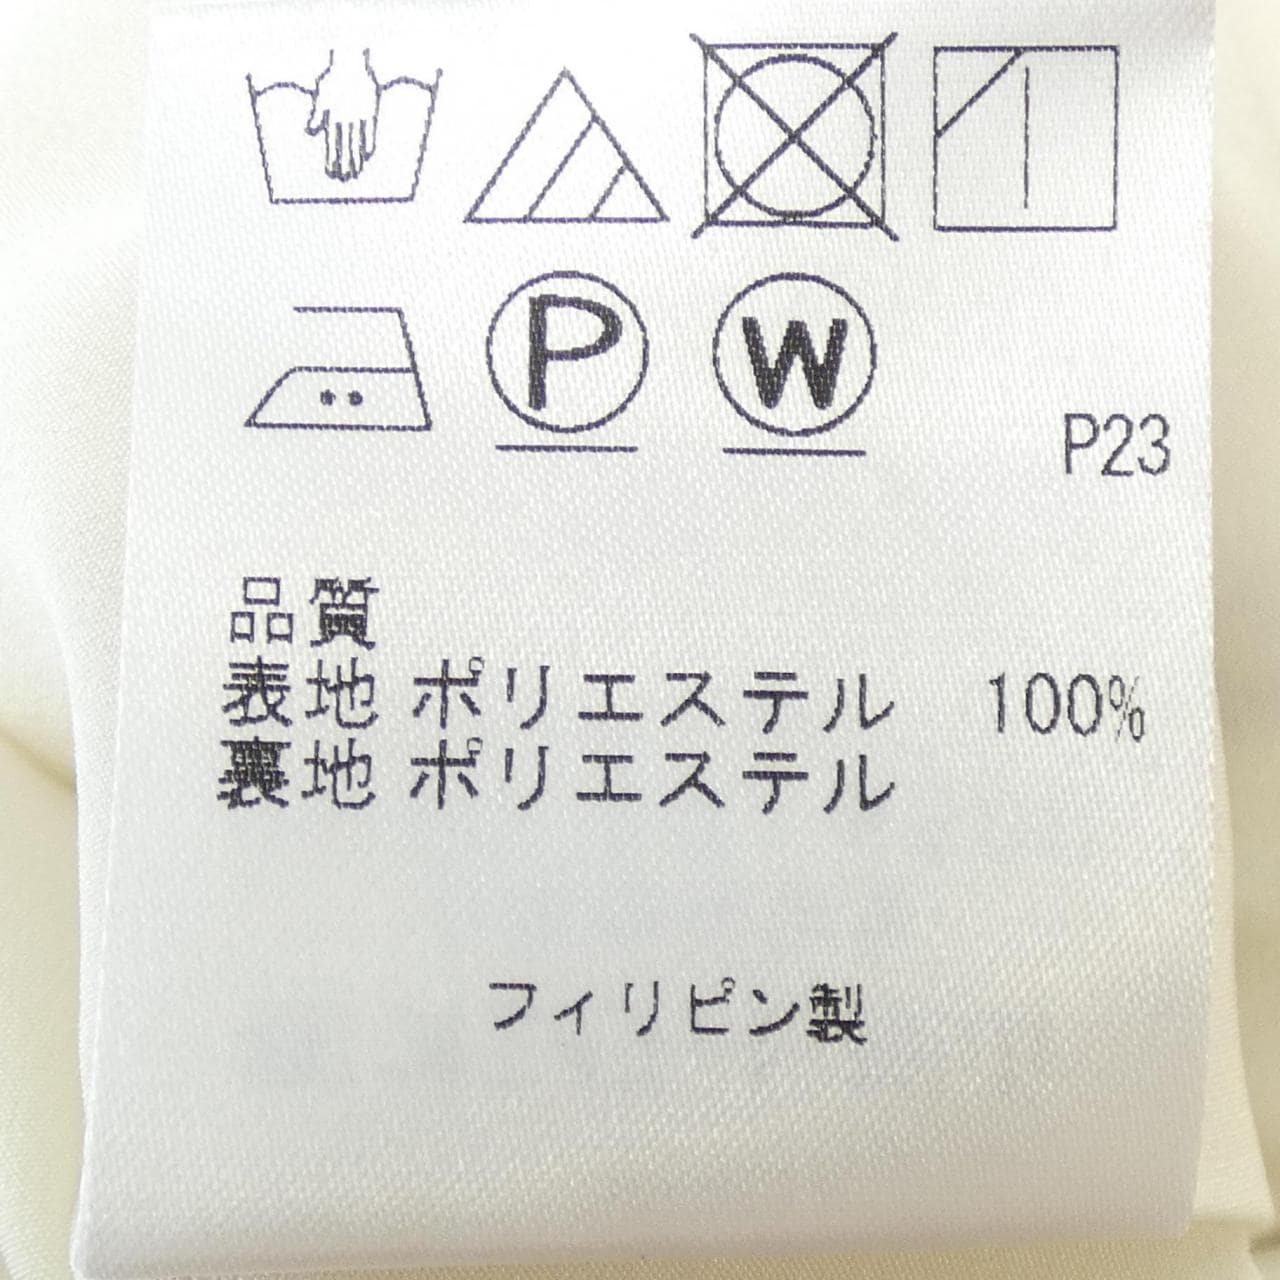 P W
P23
品質
表地 ポリエステル 100%
裏地 ポリエステル
フィリピン製